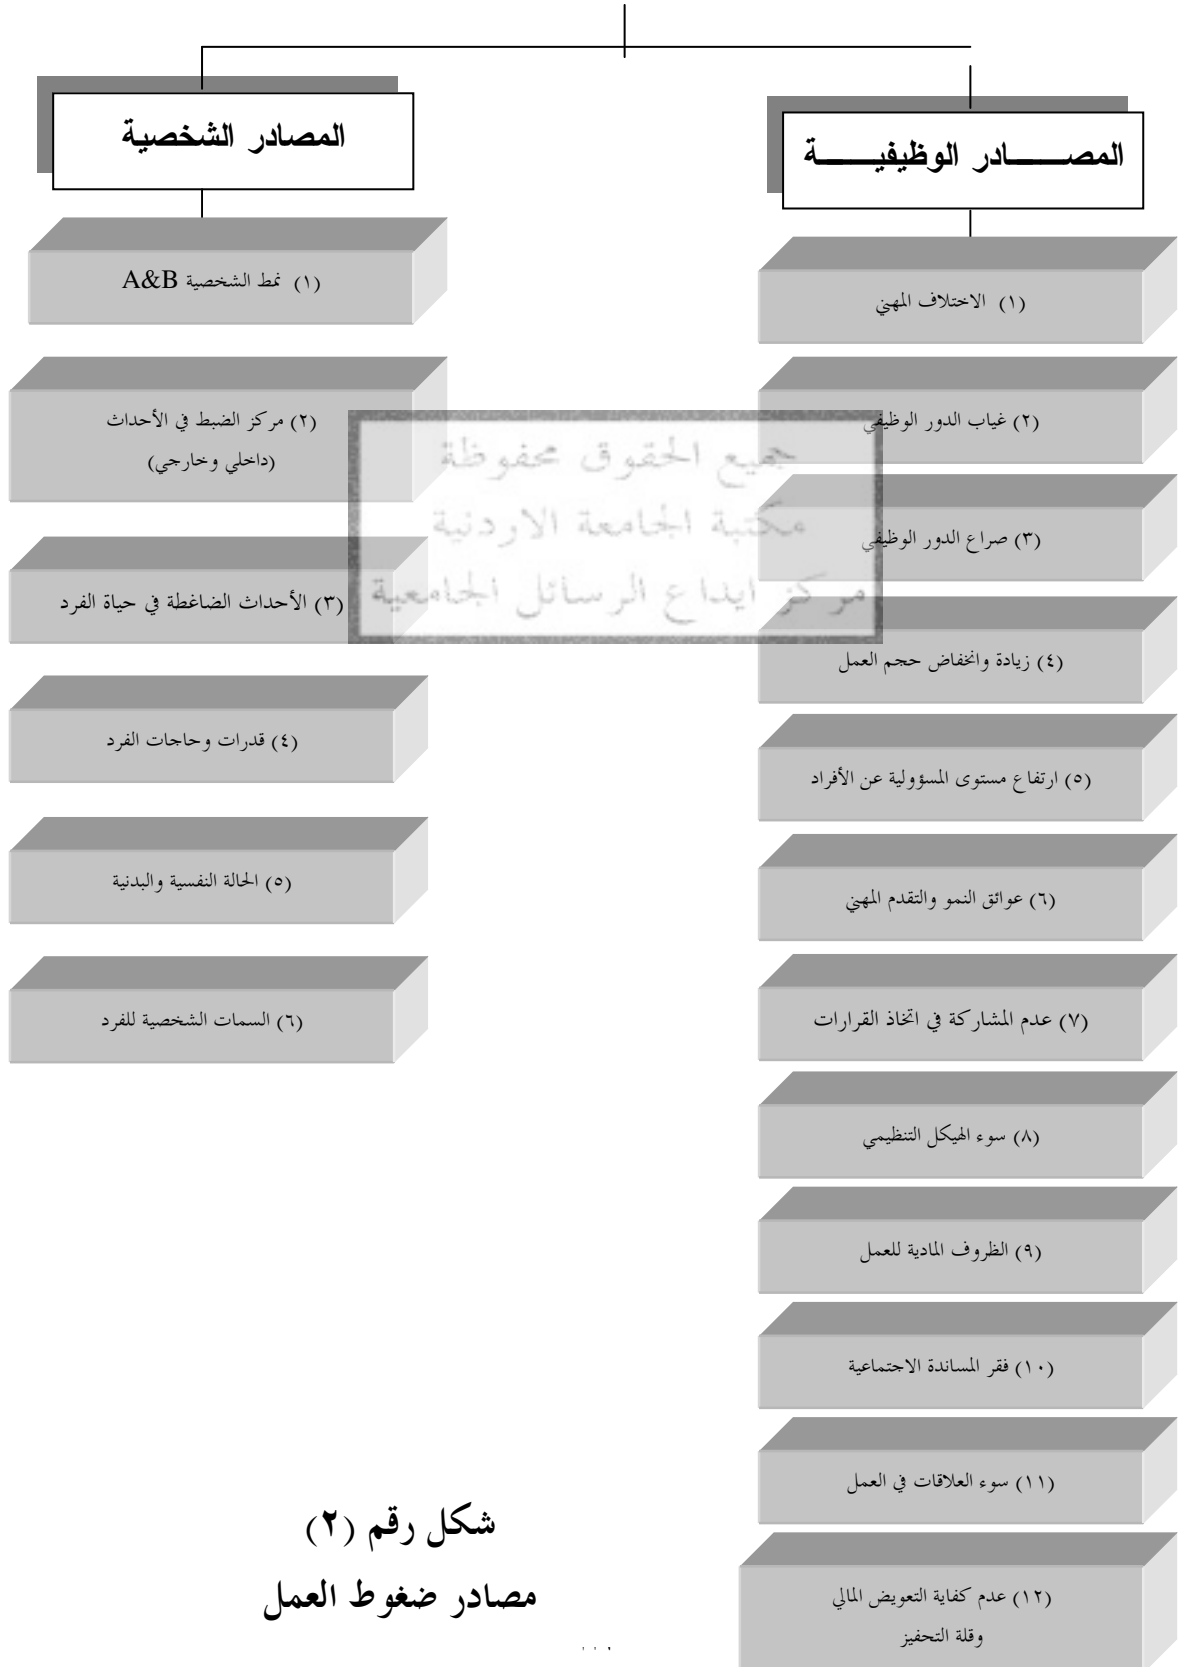 المصــــادر الوظيفيــــة
(١) الاختلاف المهني
(٢) غياب الدور الوظيفي
(٣) صراع الدور الوظيفي
(٤) زيادة وانخفاض حجم العمل
(٥) ارتفاع مستوى المسؤولية عن الأفراد
(٦) عوائق النمو والتقدم المهني
(٧) عدم المشاركة في اتخاذ القرارات
(٨) سوء الهيكل التنظيمي
(٩) الظروف المادية للعمل
(١٠) فقر المساندة الاجتماعية
(١١) سوء العلاقات في العمل
(١٢) عدم كفاية التعويض المالي
وقلة التحفيز
المصادر الشخصية
(١) نمط الشخصية A&B
(٢) مركز الضبط في الأحداث
(داخلي وخارجي)
(٣) الأحداث الضاغطة في حياة الفرد
(٤) قدرات وحاجات الفرد
(٥) الحالة النفسية والبدنية
(٦) السمات الشخصية للفرد
جميع الحقوق محفوظة
مكتبة الجامعة الاردنية
مركز ايداع الرسائل الجامعية
شكل رقم (٢)
مصادر ضغوط العمل